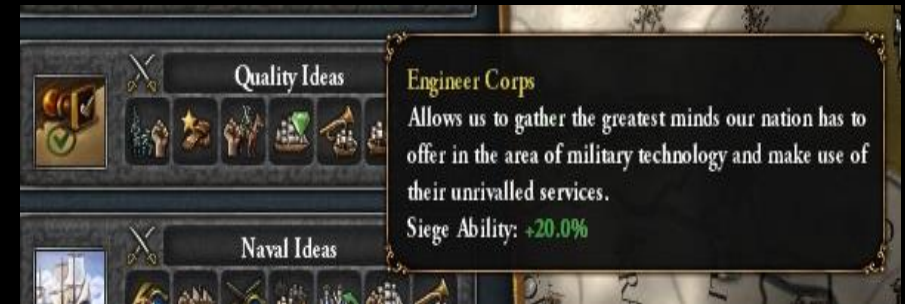 Quality Ideas
Engineer Corps
Allows us to gather the greatest minds our nation has to
offer in the area of military technology and make use of
their unrivalled services.
Siege Ability: +20.0%
Naval Ideas